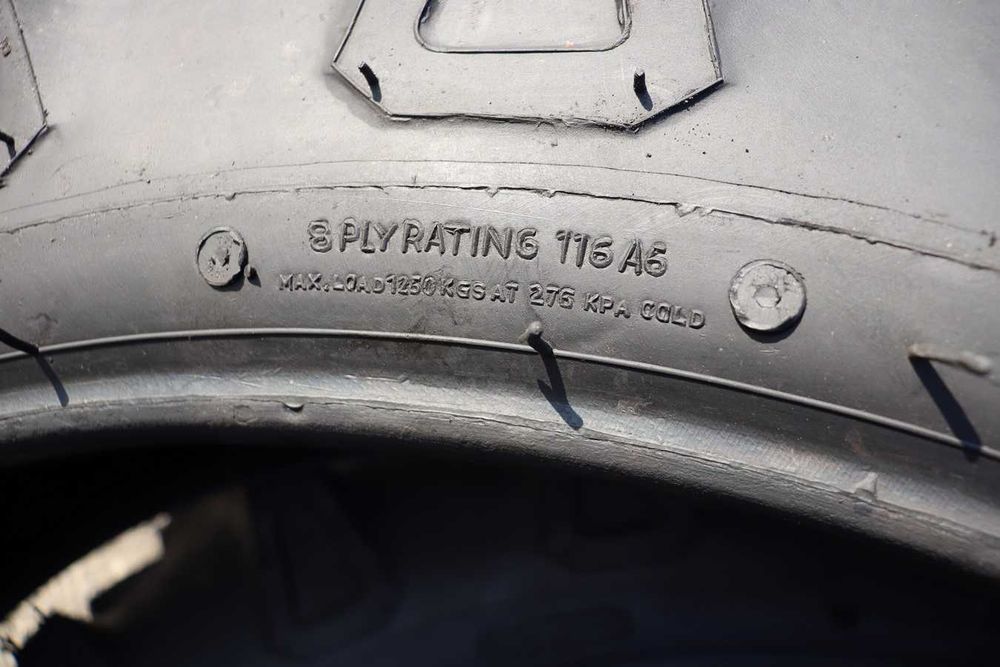 8 PLY RATING 116 A6
MAX. LOAD 1250 KGS AT 276 KPA COLD